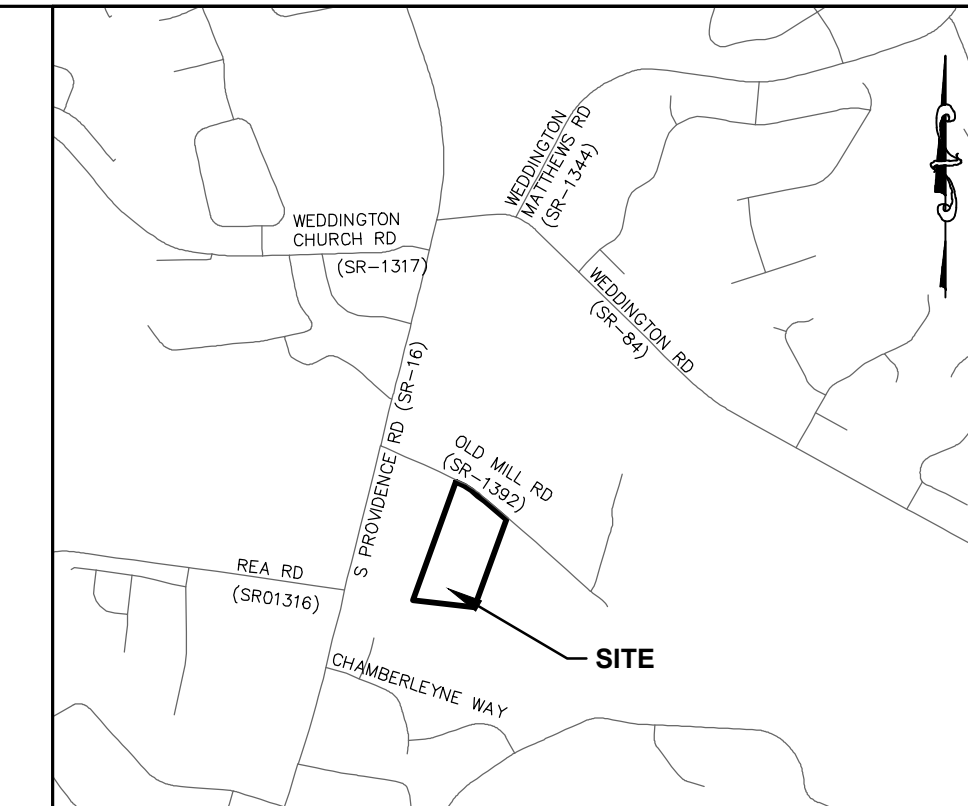 WEDDINGTON
MATTHEWS RD
(SR-1344)
WEDDINGTON
CHURCH RD
(SR-1317)
WEDDINGTON RD
(SR-84)
S PROVIDENCE RD (SR-16)
OLD MILL RD
(SR-1392)
REA RD
(SR01316)
SITE
CHAMBERLEYNE WAY